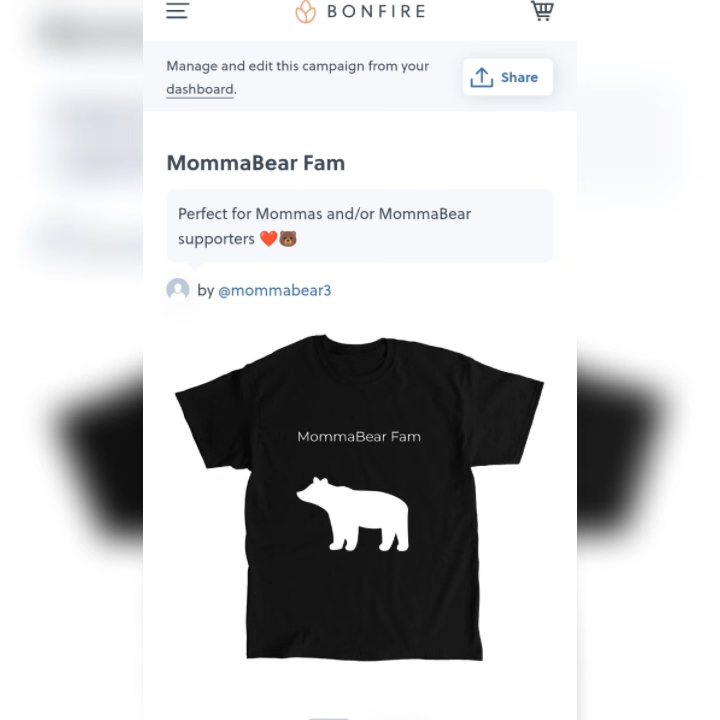 BONFIRE
Manage and edit this campaign from your
dashboard.
Share
MommaBear Fam
Perfect for Mommas and/or MommaBear
supporters ❤️🐻
by @mommabear3
MommaBear Fam